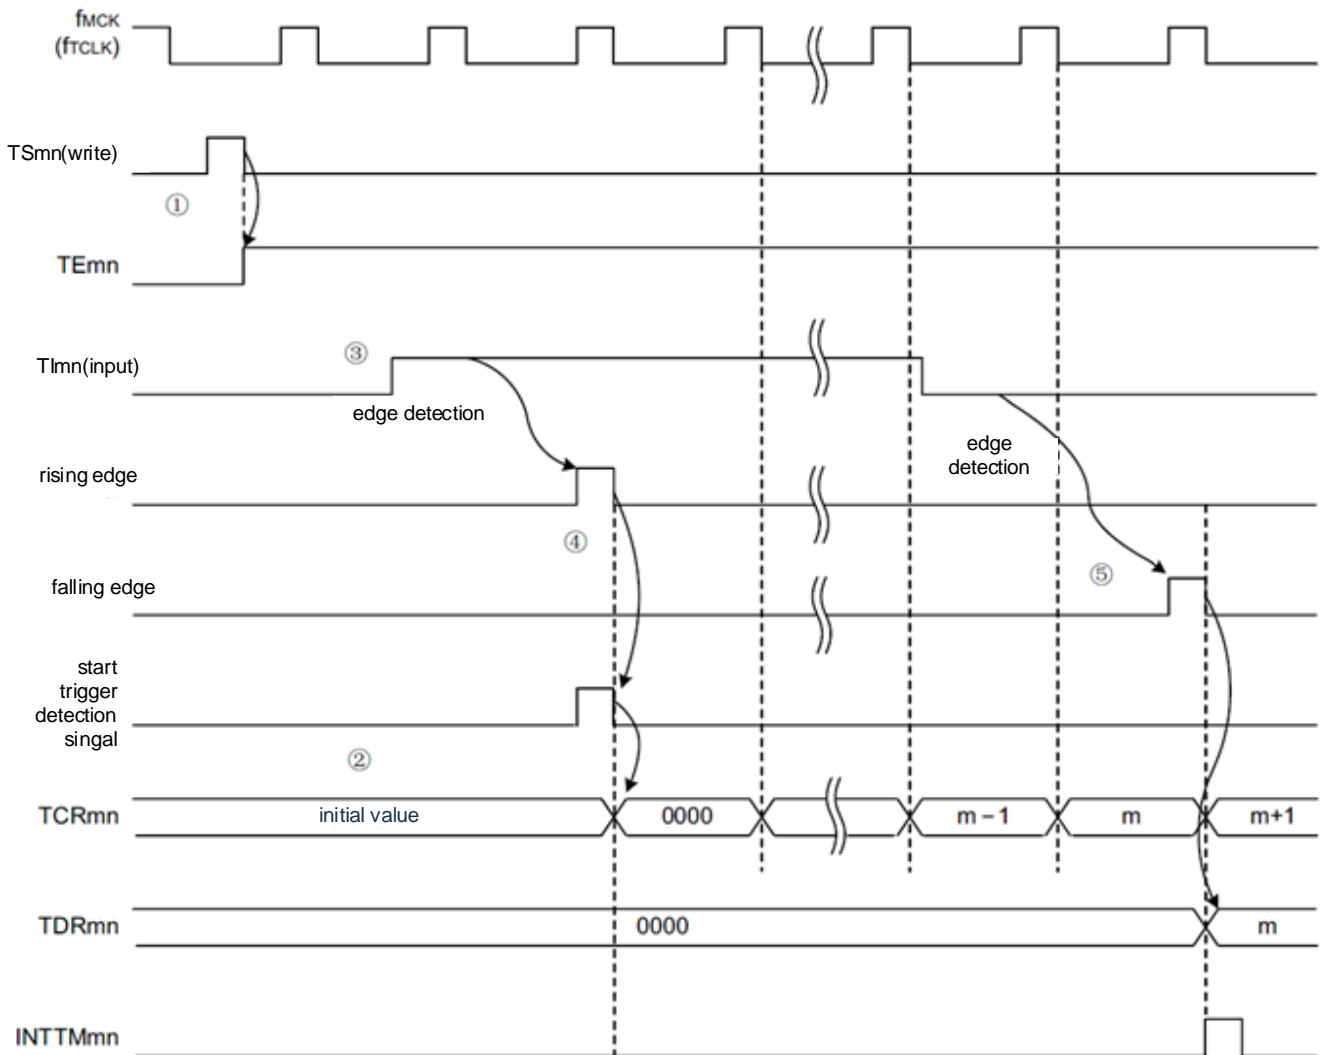 fMCK
(fTCLK)
TSmn(write)
①
TEmn
③
TImn(input)
edge detection
edge
detection
rising edge
④
⑤
falling edge
start
trigger
detection
singal
②
TCRmn
initial value
0000
m – 1
m
m+1
TDRmn
0000
m
INTTMmn